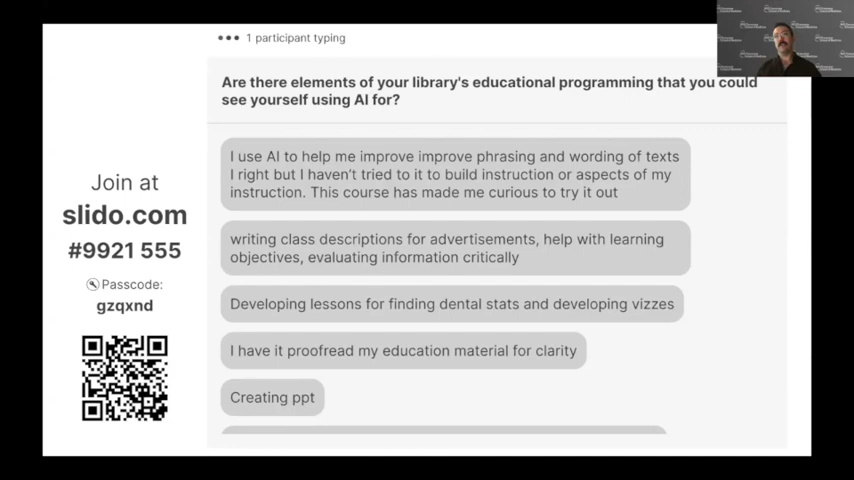 1 participant typing
Are there elements of your library's educational programming that you could
see yourself using AI for?
I use AI to help me improve improve phrasing and wording of texts
I right but I haven't tried to it to build instruction or aspects of my
instruction. This course has made me curious to try it out
writing class descriptions for advertisements, help with learning
objectives, evaluating information critically
Developing lessons for finding dental stats and developing vizzes
I have it proofread my education material for clarity
Creating ppt
Join at
slido.com
#9921 555
Passcode:
gzqxnd